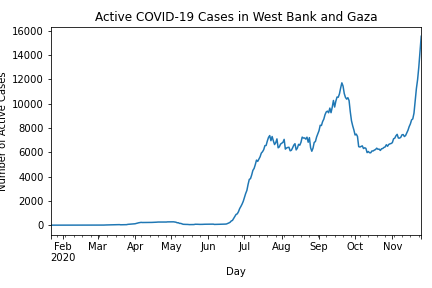 Active COVID-19 Cases in West Bank and Gaza
16000
14000
12000
10000
8000
6000
4000
2000
0
Number of Active Cases
Feb Mar Apr May Jun Jul Aug Sep Oct Nov
2020
Day